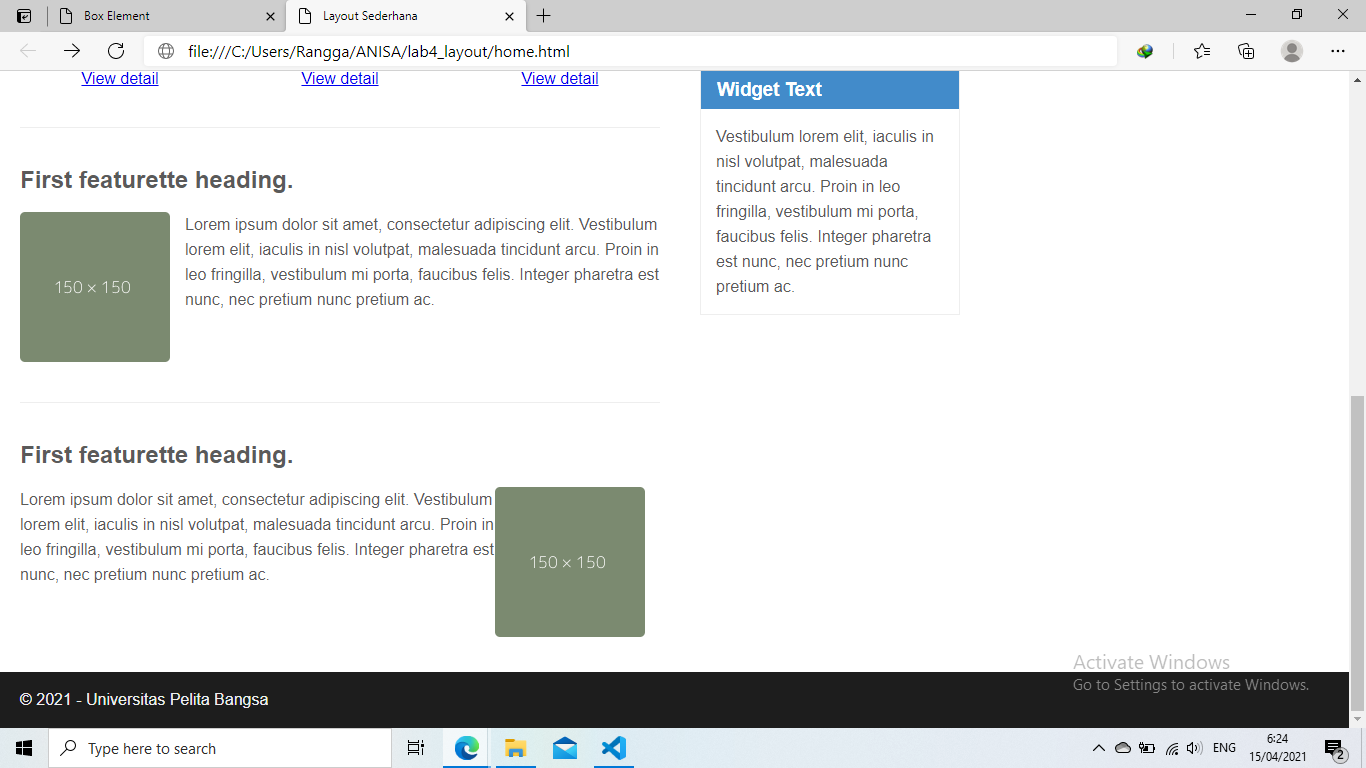 Box Element
Layout Sederhana
file:///C:/Users/Rangga/ANISA/lab4_layout/home.html
View detail
View detail
View detail
First featurette heading.
150 × 150
Lorem ipsum dolor sit amet, consectetur adipiscing elit. Vestibulum
lorem elit, iaculis in nisl volutpat, malesuada tincidunt arcu. Proin in
leo fringilla, vestibulum mi porta, faucibus felis. Integer pharetra est
nunc, nec pretium nunc pretium ac.
First featurette heading.
Lorem ipsum dolor sit amet, consectetur adipiscing elit. Vestibulum
lorem elit, iaculis in nisl volutpat, malesuada tincidunt arcu. Proin in
leo fringilla, vestibulum mi porta, faucibus felis. Integer pharetra est
nunc, nec pretium nunc pretium ac.
150 × 150
Widget Text
Vestibulum lorem elit, iaculis in
nisl volutpat, malesuada
tincidunt arcu. Proin in leo
fringilla, vestibulum mi porta,
faucibus felis. Integer pharetra
est nunc, nec pretium nunc
pretium ac.
Activate Windows
Go to Settings to activate Windows.
© 2021 - Universitas Pelita Bangsa
Type here to search
ENG
6:24
15/04/2021
2